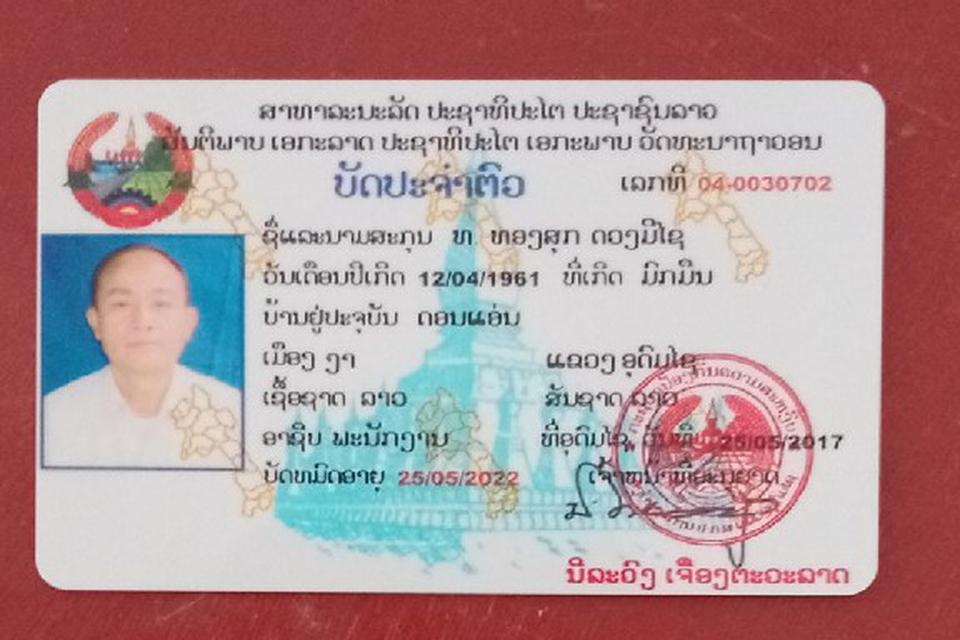 ສາທາລະນະລັດ ປະຊາທິປະໄຕ ປະຊາຊົນລາວ
ສັນຕິພາບ ເອກະລາດ ປະຊາທິປະໄຕ ເອກະພາບ ວັດທະນາຖາວອນ
ບັດປະຈຳຕົວ ເລກທີ 04-0030702
ຊື່ແລະນາມສະກຸນ ທ. ທອງສຸກ ດວງມີໄຊ
ວັນເດືອນປີເກີດ 12/04/1961 ທີ່ເກີດ ມົກມືນ
ບ້ານຢູ່ປະຈຸບັນ ດອນແອ່ນ
ເມືອງ ງາ ແຂວງ ອຸດົມໄຊ
ເຊື້ອຊາດ ລາວ ສັນຊາດ ລາວ
ອາຊີບ ພະນັກງານ ທີ່ອຸດົມໄຊ, ວັນທີ 25/05/2017
ບັດຫມົດອາຍຸ 25/05/2022 ເຈົ້າຫນ້າທີ່ອະນຸຍາດ
ນີລະວົງ ເຈືອງຕະວະລາດ